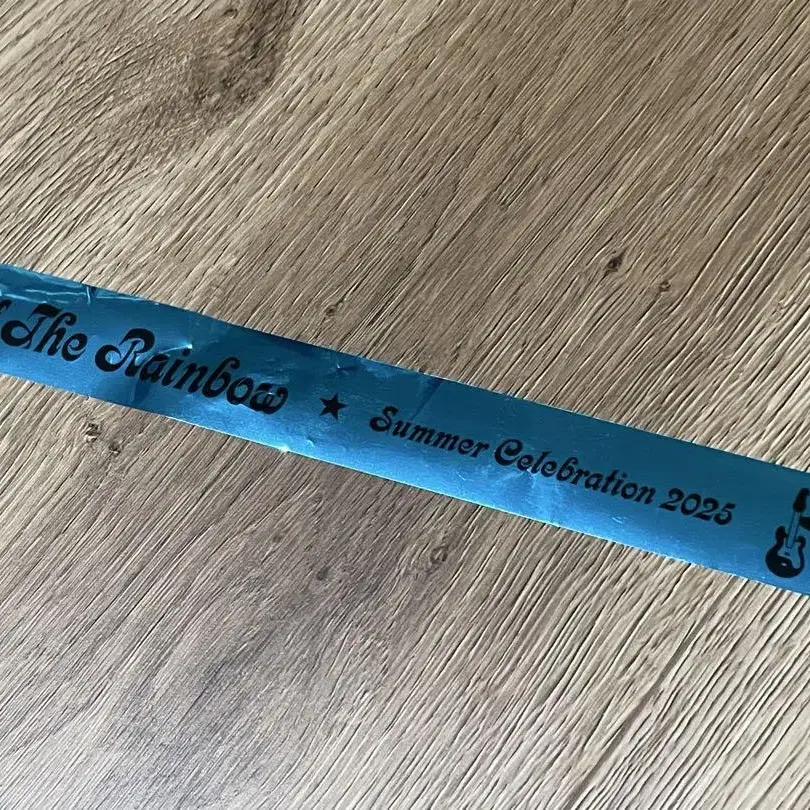 The Rainbow ★ Summer Celebration 2025